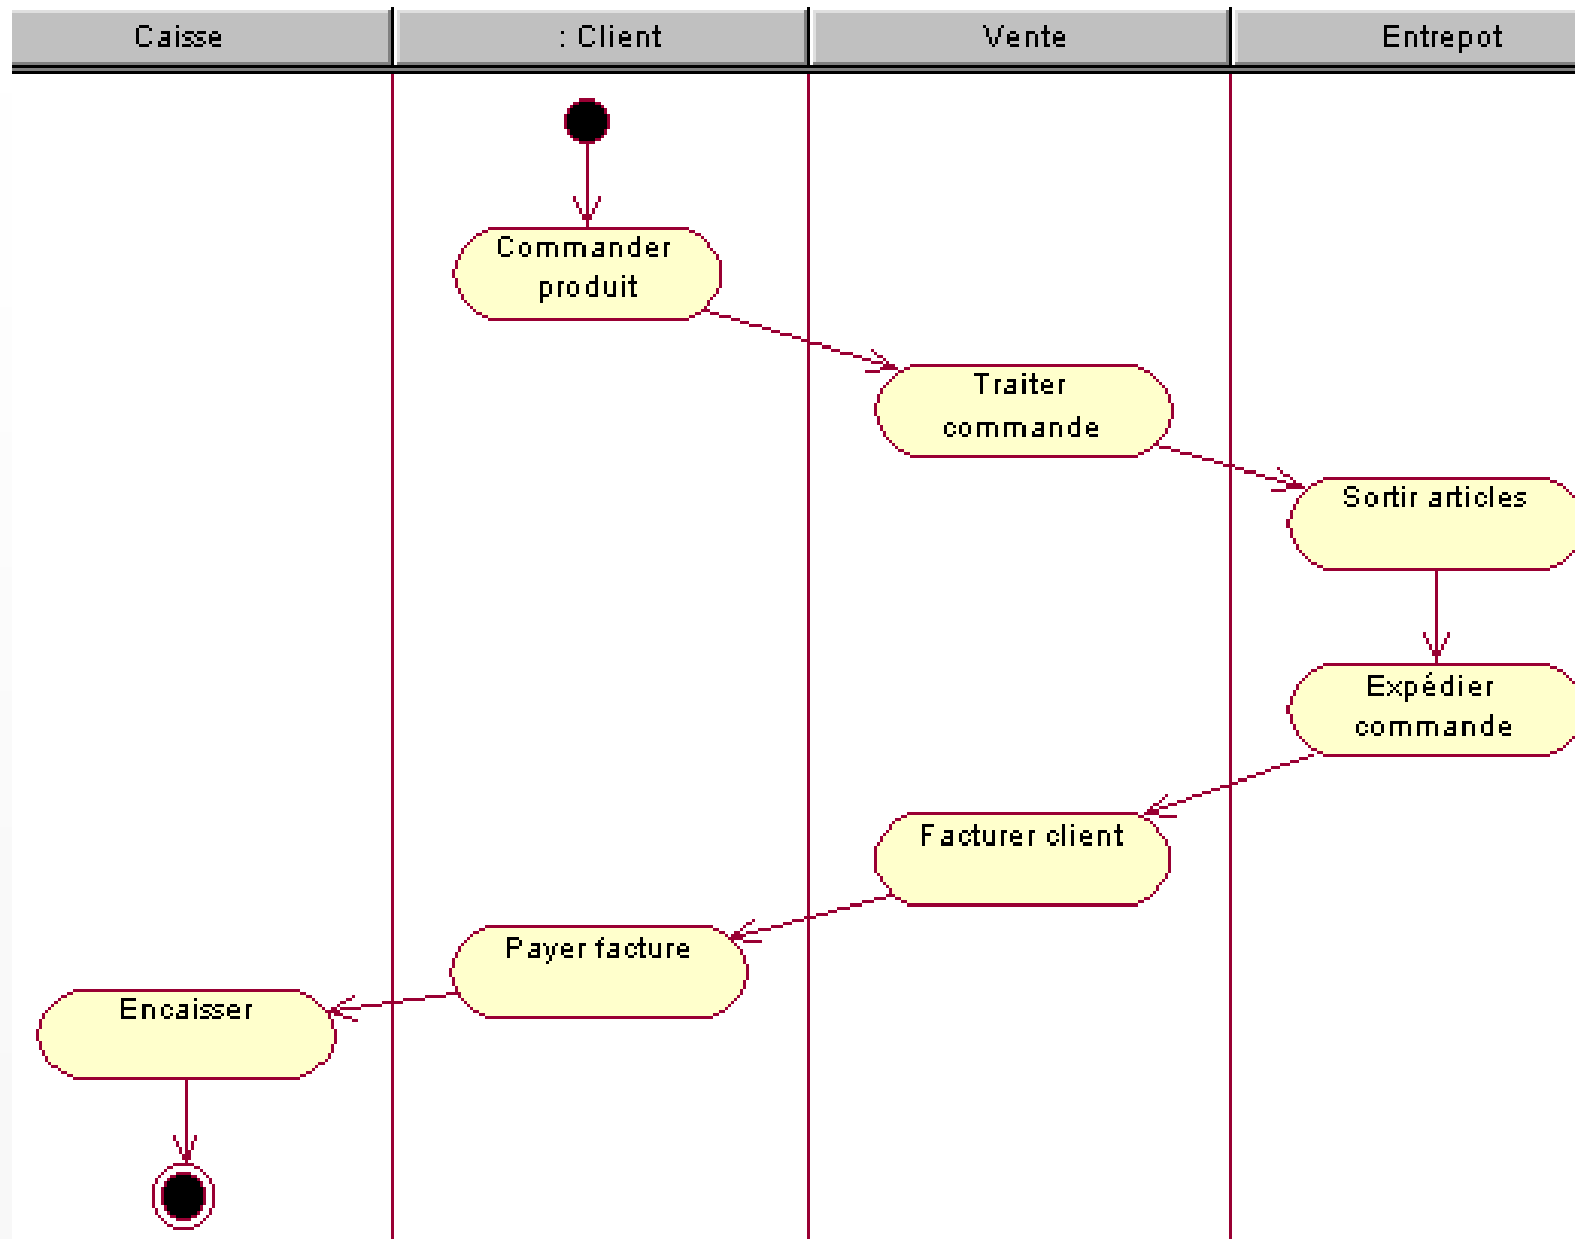 Caisse
: Client
Vente
Entrepot
Commander
produit
Traiter
commande
Sortir articles
Expédier
commande
Facturer client
Payer facture
Encaisser